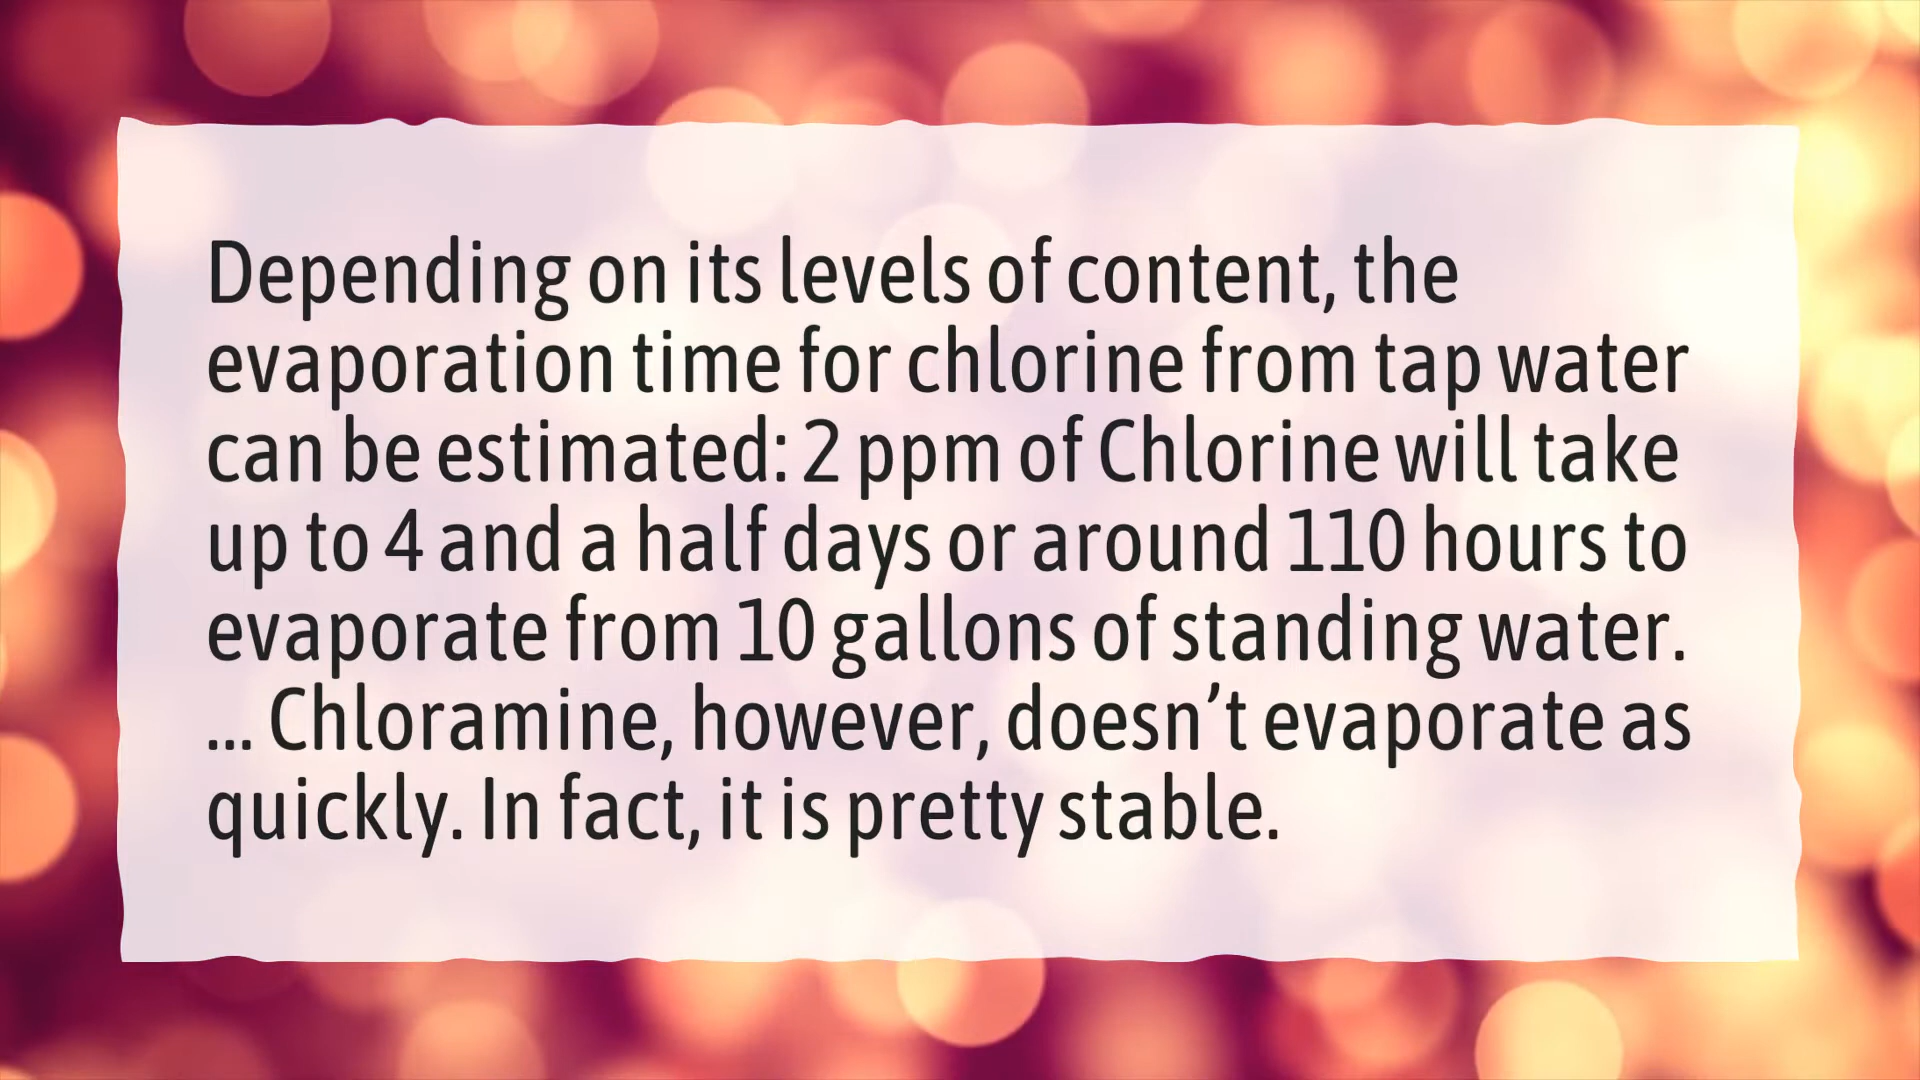 Depending on its levels of content, the
evaporation time for chlorine from tap water
can be estimated: 2 ppm of Chlorine will take
up to 4 and a half days or around 110 hours to
evaporate from 10 gallons of standing water.
... Chloramine, however, doesn’t evaporate as
quickly. In fact, it is pretty stable.